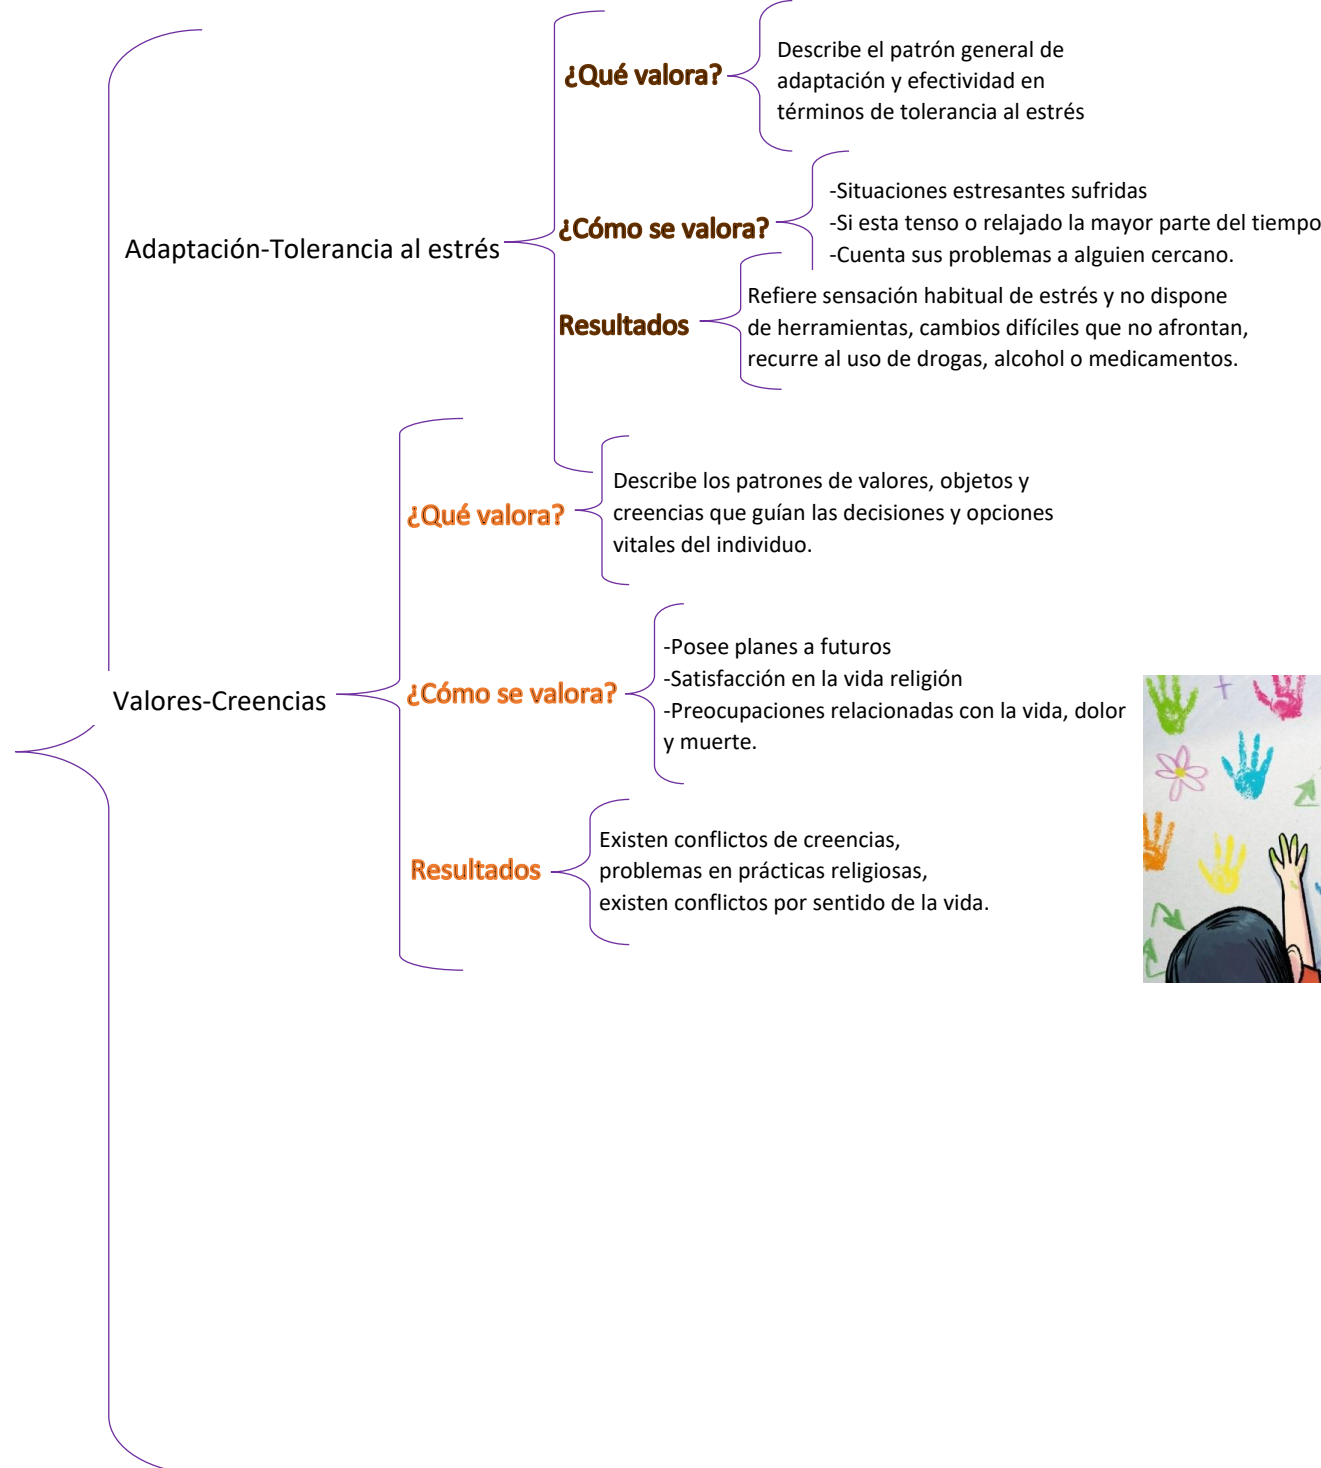 ¿Qué valora?
Describe el patrón general de
adaptación y efectividad en
términos de tolerancia al estrés
Adaptación-Tolerancia al estrés
¿Cómo se valora?
-Situaciones estresantes sufridas
-Si esta tenso o relajado la mayor parte del tiempo
-Cuenta sus problemas a alguien cercano.
Resultados
Refiere sensación habitual de estrés y no dispone
de herramientas, cambios difíciles que no afrontan,
recurre al uso de drogas, alcohol o medicamentos.
Valores-Creencias
¿Qué valora?
Describe los patrones de valores, objetos y
creencias que guían las decisiones y opciones
vitales del individuo.
¿Cómo se valora?
-Posee planes a futuros
-Satisfacción en la vida religión
-Preocupaciones relacionadas con la vida, dolor
y muerte.
Resultados
Existen conflictos de creencias,
problemas en prácticas religiosas,
existen conflictos por sentido de la vida.